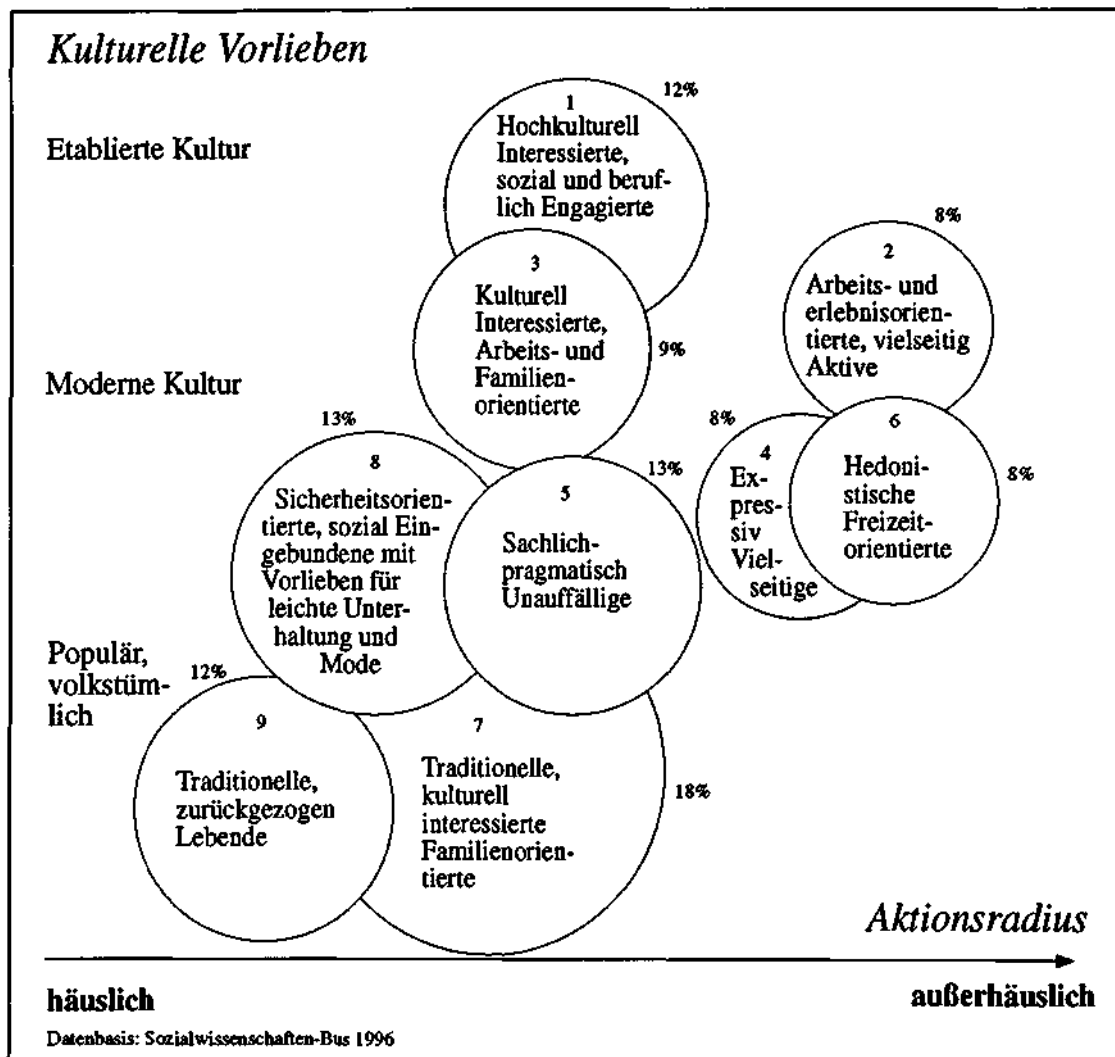 Kulturelle Vorlieben
Etablierte Kultur
12%
1
Hochkulturell
Interessierte,
sozial und beruf-
lich Engagierte
8%
2
Arbeits- und
erlebnisorien-
tierte, vielseitig
Aktive
3
Kulturell
Interessierte,
Arbeits- und
Familien-
orientierte
9%
Moderne Kultur
13%
8
Sicherheitsorien-
tierte, sozial Ein-
gebundene mit
Vorlieben für
leichte Unter-
haltung und
Mode
13%
5
Sachlich-
pragmatisch
Unauffällige
8%
4
Ex-
pres-
siv
Viel-
seitige
6
Hedoni-
stische
Freizeit-
orientierte
8%
Populär,
volkstüm-
lich
12%
9
Traditionelle,
zurückgezogen
Lebende
7
Traditionelle,
kulturell
interessierte
Familienorien-
tierte
18%
Aktionsradius
häuslich
außerhäuslich
Datenbasis: Sozialwissenschaften-Bus 1996